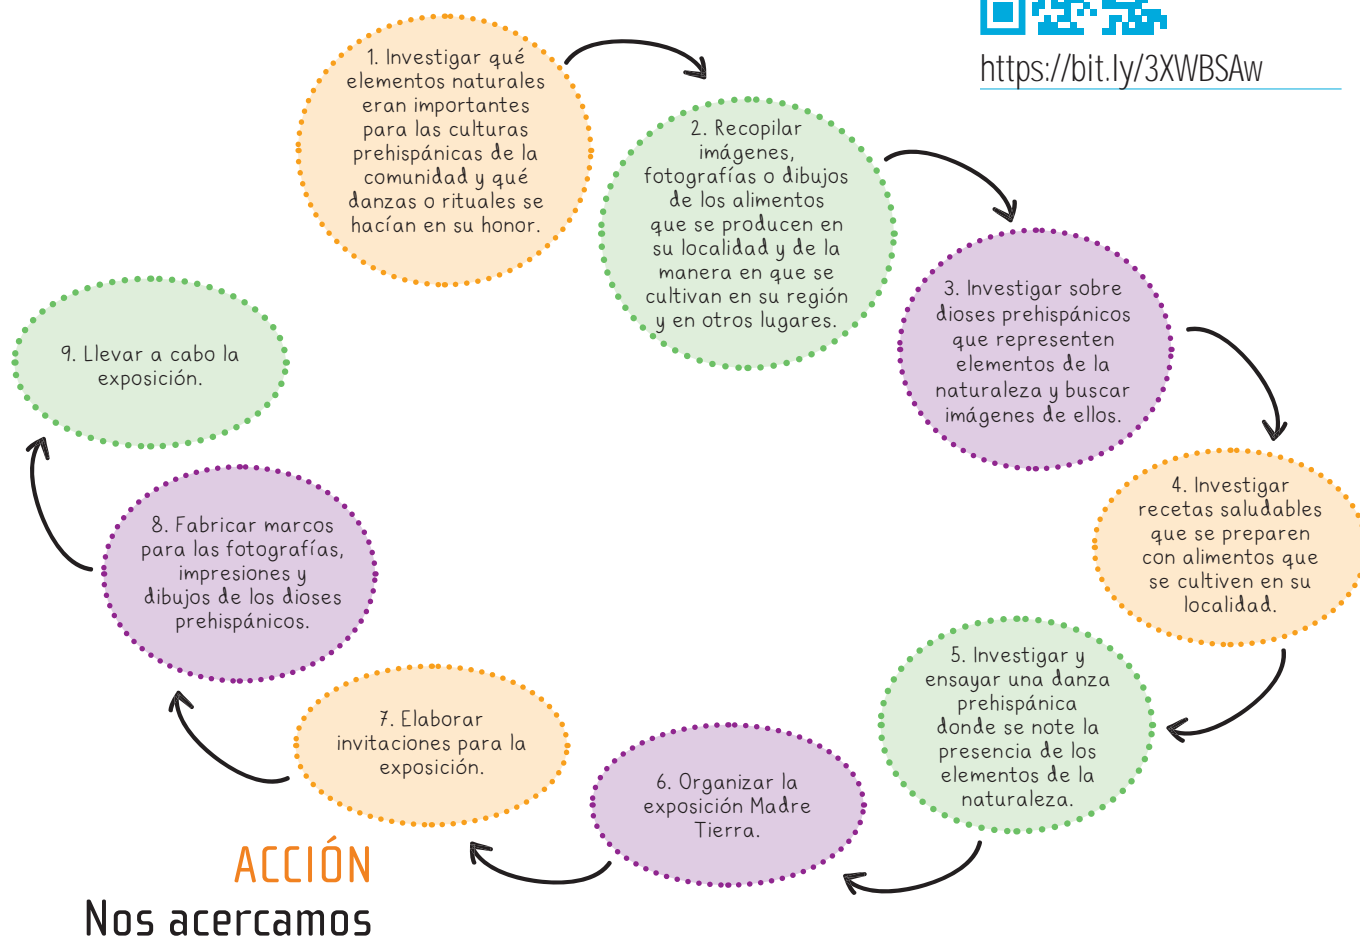 https://bit.ly/3XWBSAw
1. Investigar qué
elementos naturales
eran importantes
para las culturas
prehispánicas de la
comunidad y qué
danzas o rituales se
hacían en su honor.
2. Recopilar
imágenes,
fotografías o dibujos
de los alimentos
que se producen en
su localidad y de la
manera en que se
cultivan en su región
y en otros lugares.
3. Investigar sobre
dioses prehispánicos
que representen
elementos de la
naturaleza y buscar
imágenes de ellos.
4. Investigar
recetas saludables
que se preparen
con alimentos que
se cultiven en su
localidad.
5. Investigar y
ensayar una danza
prehispánica
donde se note la
presencia de los
elementos de la
naturaleza.
6. Organizar la
exposición Madre
Tierra.
7. Elaborar
invitaciones para la
exposición.
8. Fabricar marcos
para las fotografías,
impresiones y
dibujos de los dioses
prehispánicos.
9. Llevar a cabo la
exposición.
ACCIÓN
Nos acercamos